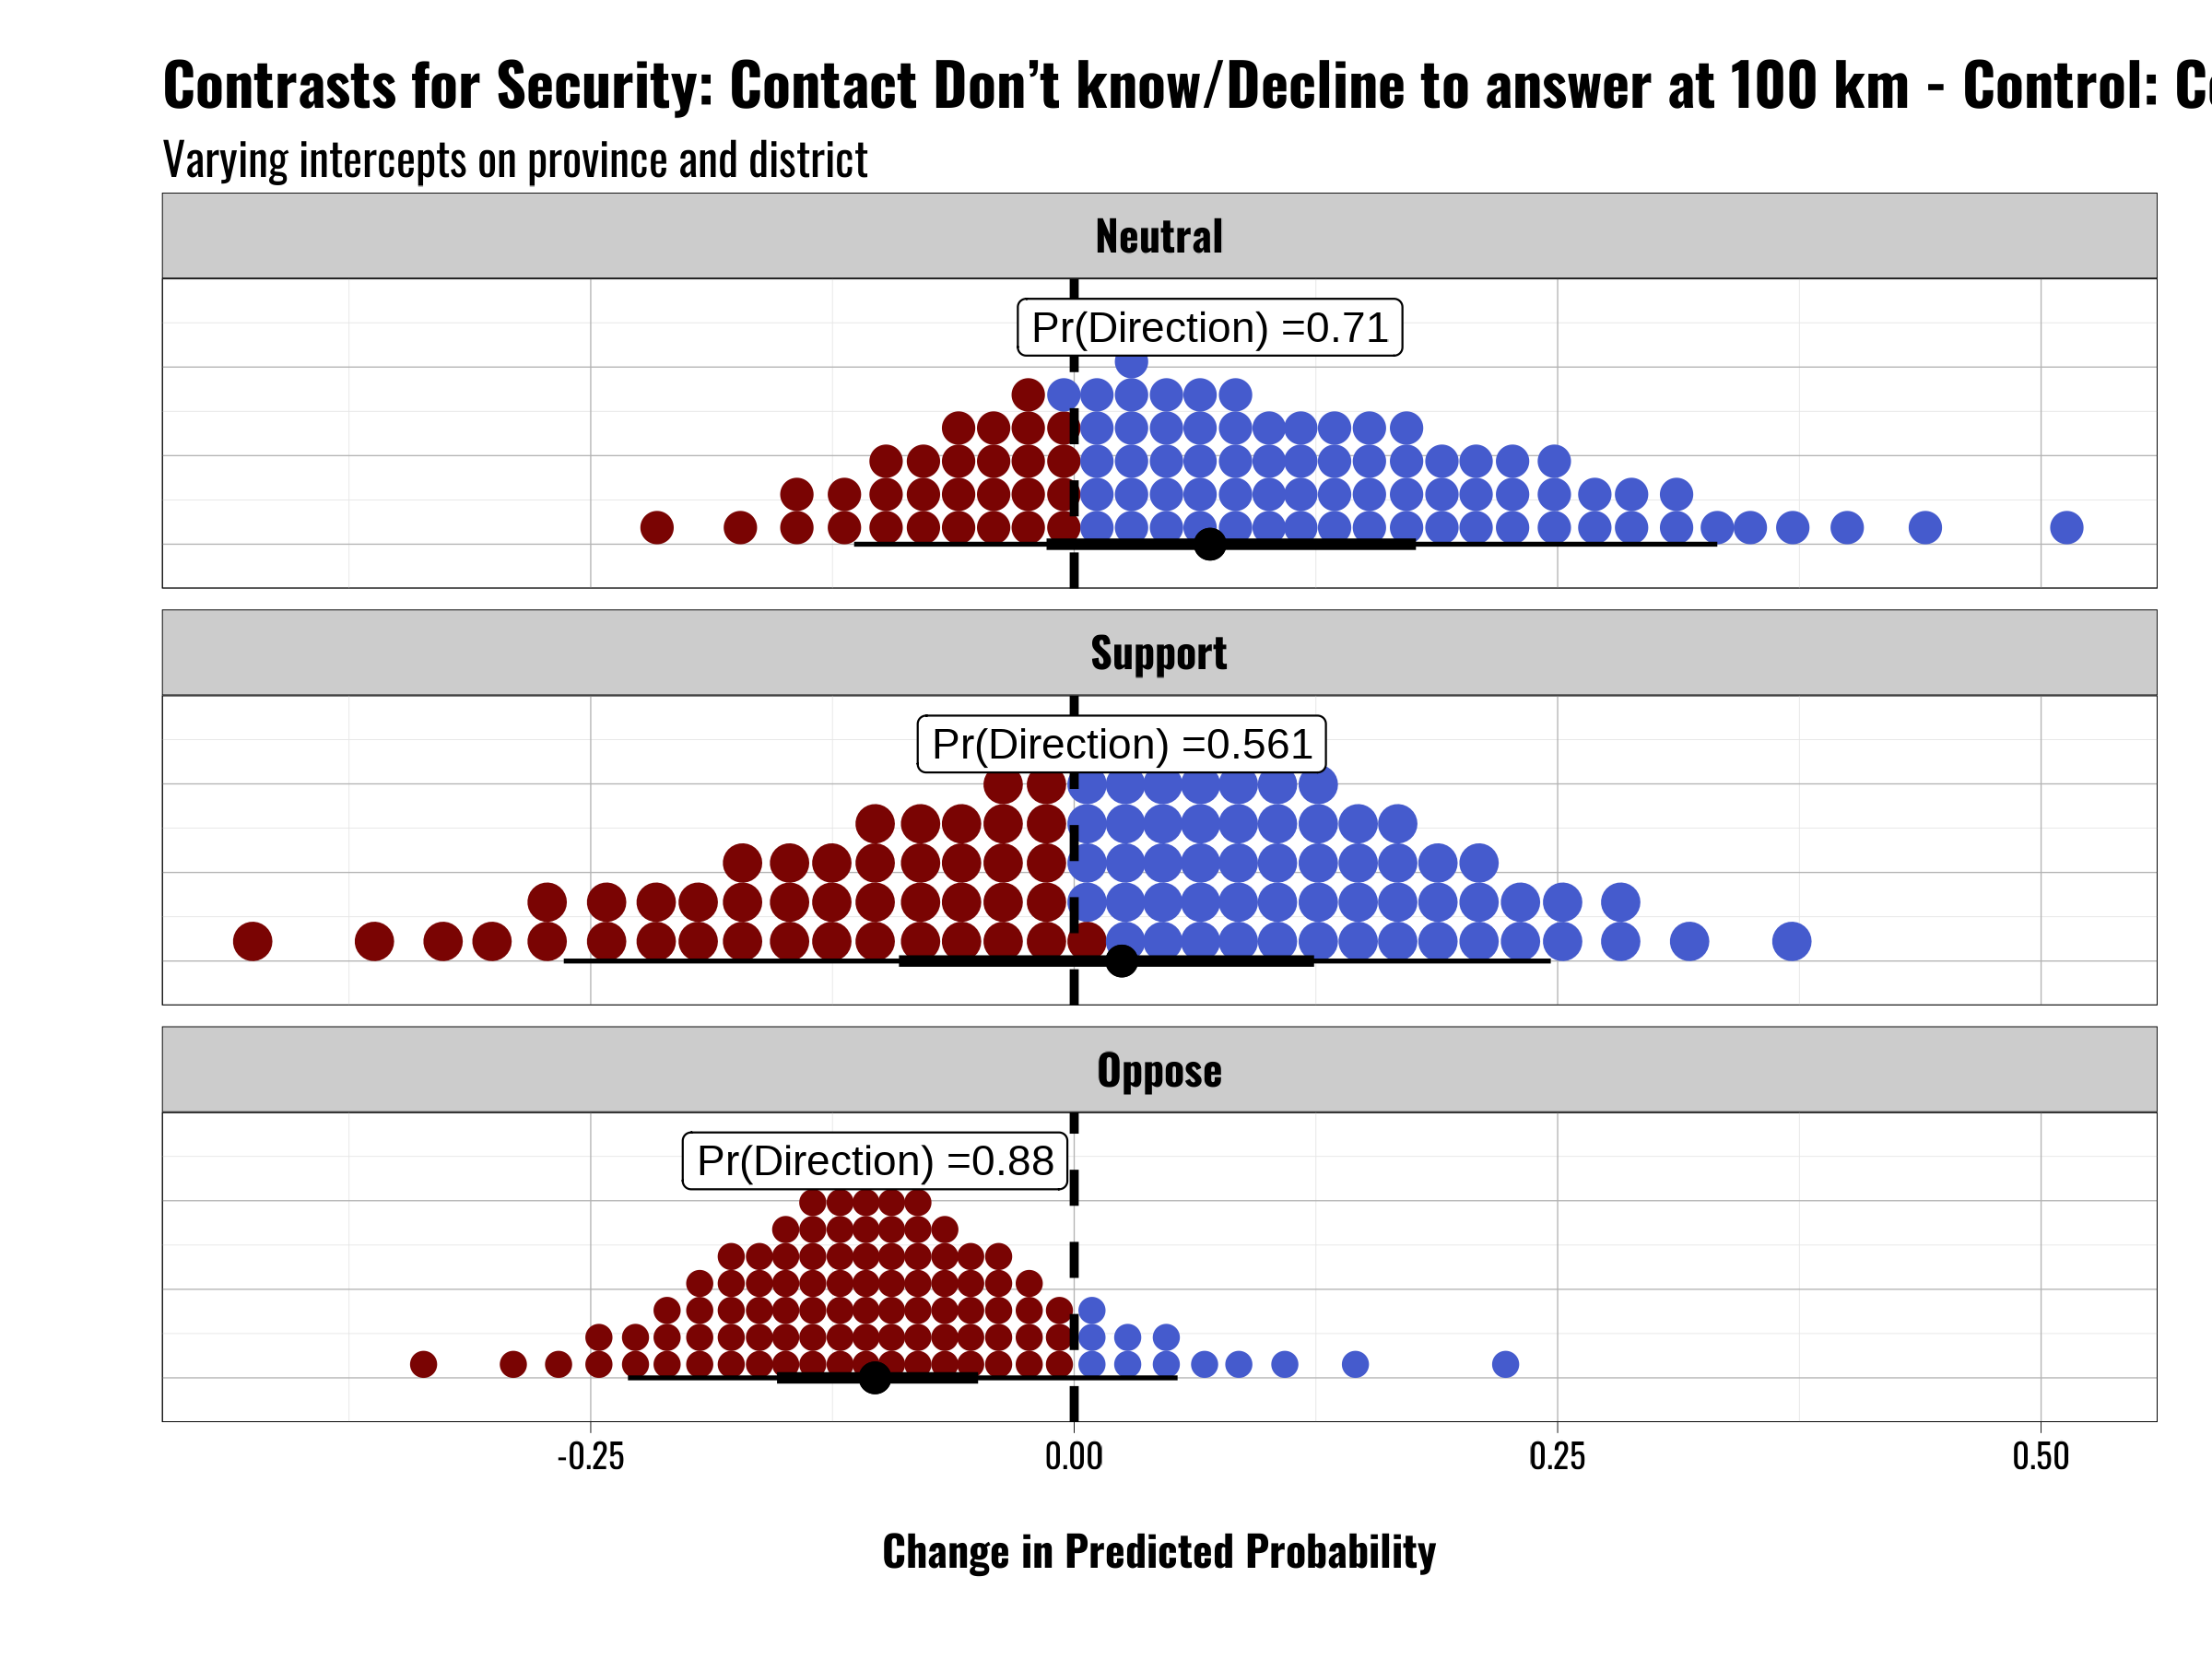 Contrasts for Security: Contact Don’t know/Decline to answer at 100 km - Control:
Varying intercepts on province and district
Neutral
Pr(Direction) =0.71
Support
Pr(Direction) =0.561
Oppose
Pr(Direction) =0.88
-0.25 0.00 0.25 0.50
Change in Predicted Probability